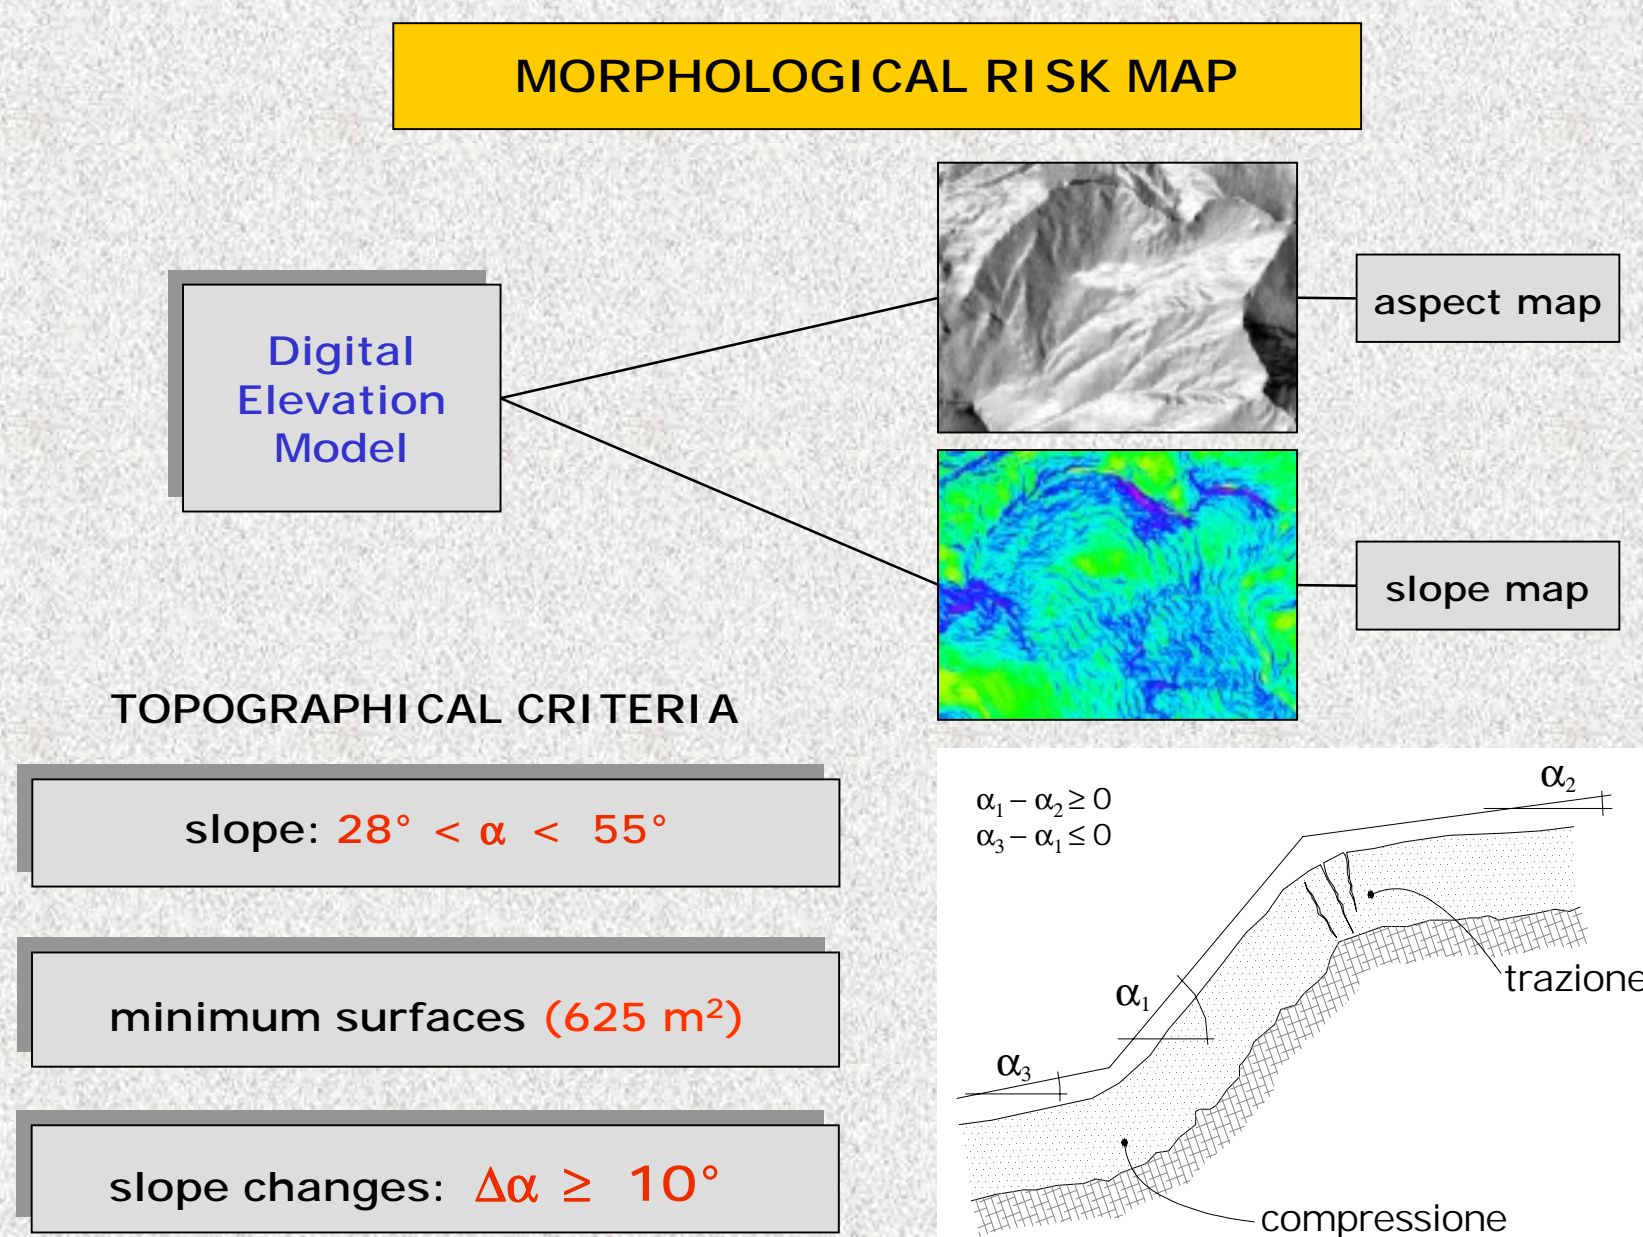 MORPHOLOGICAL RISK MAP
Digital
Elevation
Model
aspect map
slope map
TOPOGRAPHICAL CRITERIA
slope: 28° < α < 55°
minimum surfaces (625 m²)
slope changes: Δα ≥ 10°
α₁ – α₂ ≥ 0
α₃ – α₁ ≤ 0
α₂
α₁
α₃
trazione
compressione